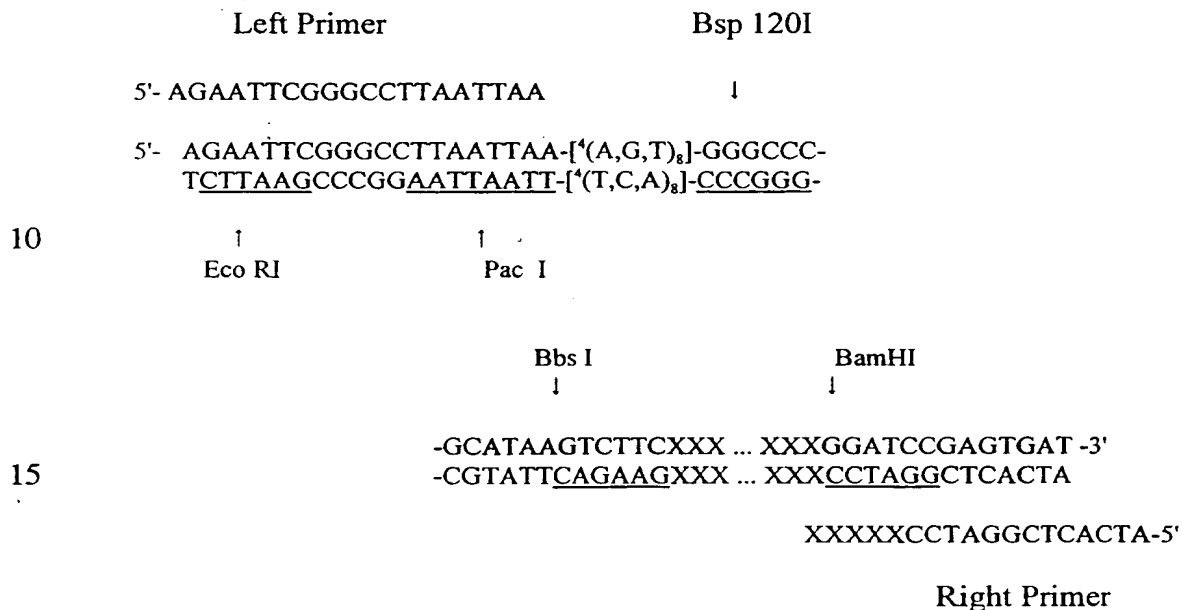 Left Primer Bsp 120I
5'- AGAATTCGGGCCTTAATTAA ↓
5'- AGAATTCGGGCCTTAATTAA-[⁴(A,G,T)₈]-GGGCCC-
TCTTAAGCCCGGAATTAATT-[⁴(T,C,A)₈]-CCCGGG-
10 ↑ ↑
Eco RI Pac I
Bbs I BamHI
↓ ↓
-GCATAAGTCTTCXXX ... XXXGGATCCGAGTGAT -3'
15 -CGTATTCAGAAGXXX ... XXXCCTAGGCTCACTA
XXXXXCCTAGGCTCACTA-5'
Right Primer